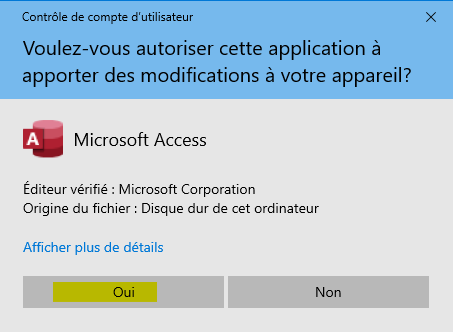 Contrôle de compte d'utilisateur
Voulez-vous autoriser cette application à
apporter des modifications à votre appareil?
A
Microsoft Access
Éditeur vérifié : Microsoft Corporation
Origine du fichier : Disque dur de cet ordinateur
Afficher plus de détails
Oui
Non